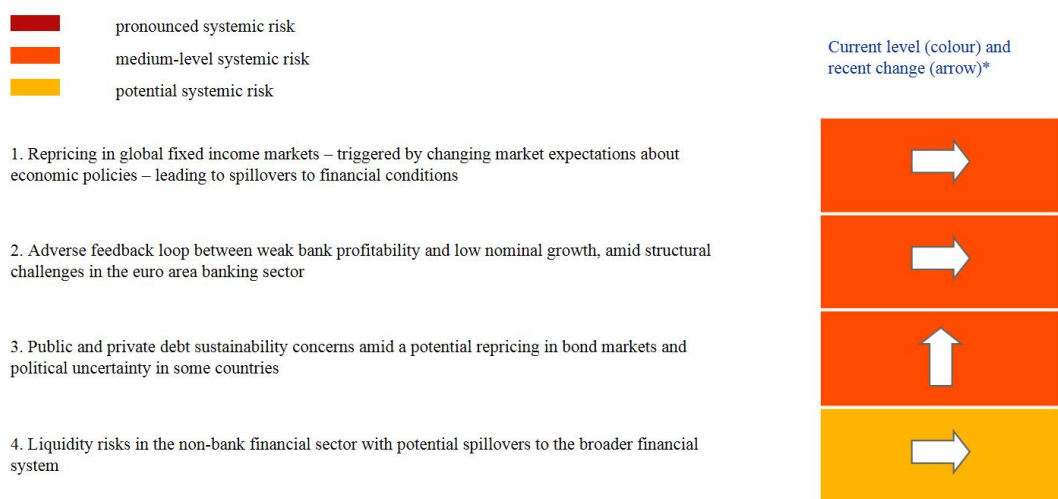 pronounced systemic risk
medium-level systemic risk
potential systemic risk
Current level (colour) and
recent change (arrow)*
1. Repricing in global fixed income markets – triggered by changing market expectations about
economic policies – leading to spillovers to financial conditions
2. Adverse feedback loop between weak bank profitability and low nominal growth, amid structural
challenges in the euro area banking sector
3. Public and private debt sustainability concerns amid a potential repricing in bond markets and
political uncertainty in some countries
4. Liquidity risks in the non-bank financial sector with potential spillovers to the broader financial
system